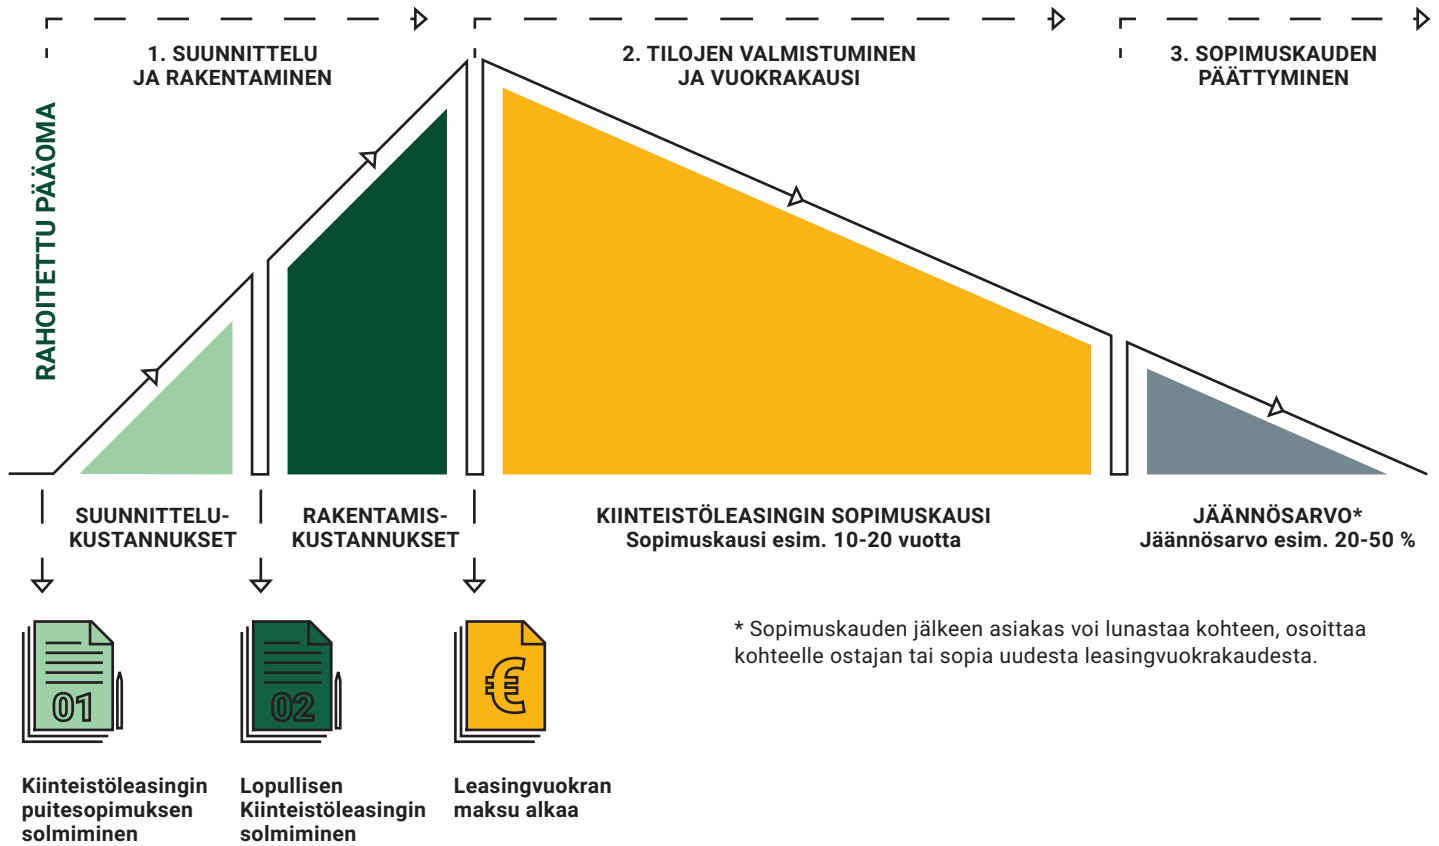 1. SUUNNITTELU
JA RAKENTAMINEN
2. TILOJEN VALMISTUMINEN
JA VUOKRAKAUSI
3. SOPIMUSKAUDEN
PÄÄTTYMINEN
RAHOITETTU PÄÄOMA
SUUNNITTELU-
KUSTANNUKSET
RAKENTAMIS-
KUSTANNUKSET
KIINTEISTÖLEASINGIN SOPIMUSKAUSI
Sopimuskausi esim. 10-20 vuotta
JÄÄNNÖSARVO*
Jäännösarvo esim. 20-50 %
* Sopimuskauden jälkeen asiakas voi lunastaa kohteen, osoittaa
kohteelle ostajan tai sopia uudesta leasingvuokrakaudesta.
01
02
€
Kiinteistöleasingin
puitesopimuksen
solmiminen
Lopullisen
Kiinteistöleasingin
solmiminen
Leasingvuokran
maksu alkaa